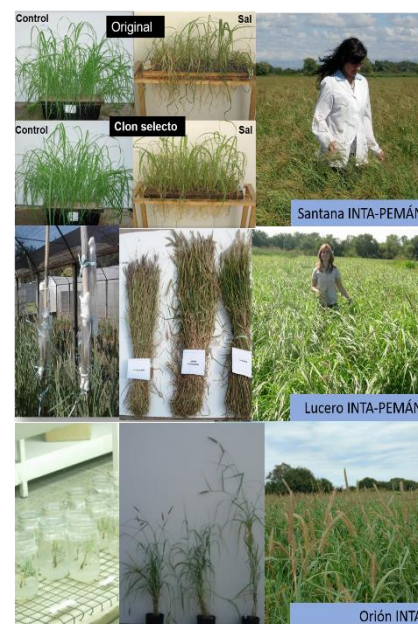 Control
Original
Sal
Control
Clon selecto
Sal
Santana INTA-PEMÁN
Lucero INTA-PEMÁN
Orión INTA